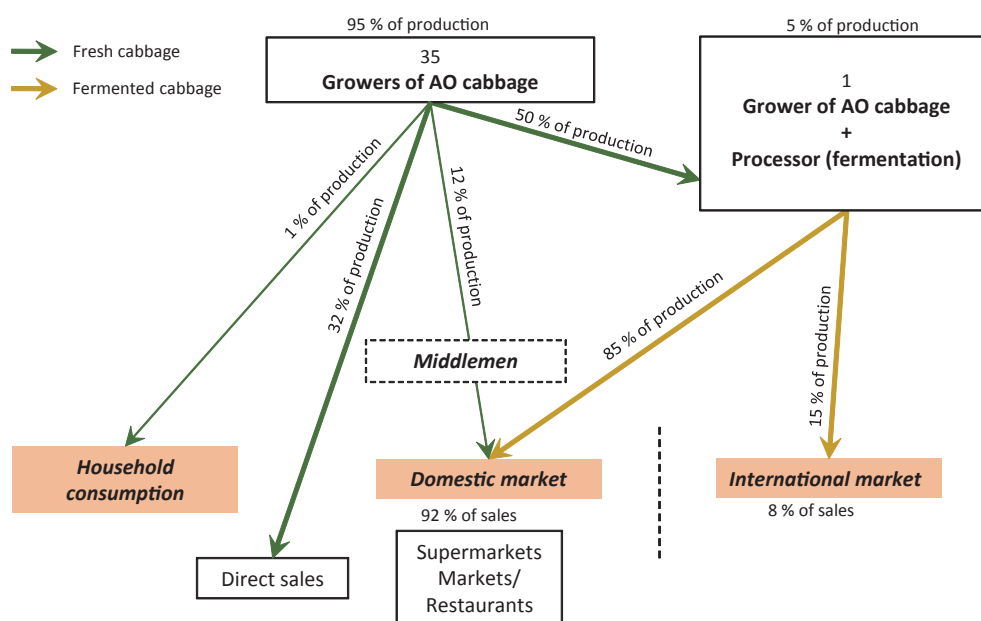 95 % of production
5 % of production
Fresh cabbage
Fermented cabbage
35
Growers of AO cabbage
1
Grower of AO cabbage
+
Processor (fermentation)
50 % of production
1 % of production
32 % of production
12 % of production
85 % of production
15 % of production
Middlemen
Household
consumption
Domestic market
International market
92 % of sales
8 % of sales
Direct sales
Supermarkets
Markets/
Restaurants